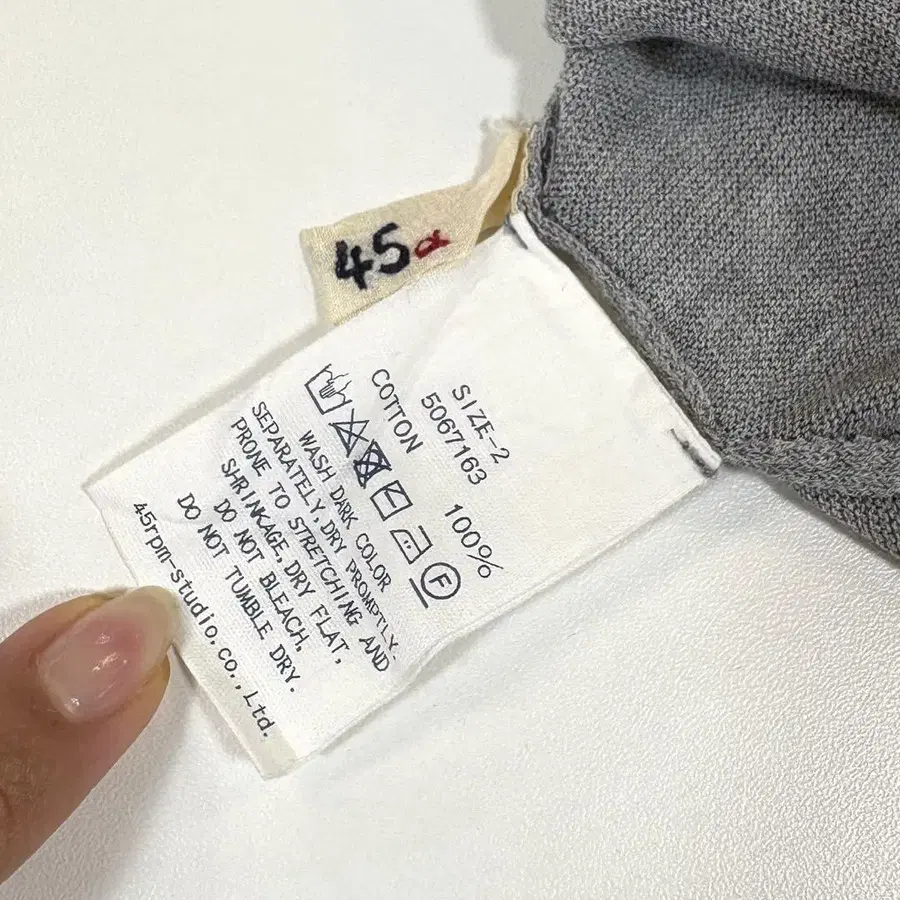 45R
SIZE-2
5067163
COTTON 100%
F
WASH DARK COLOR
SEPARATELY,DRY PROMPTLY.
PRONE TO STRETCHING AND
SHRINKAGE,DRY FLAT.
DO NOT BLEACH.
DO NOT TUMBLE DRY.
45rpm-studio.co.,Ltd.